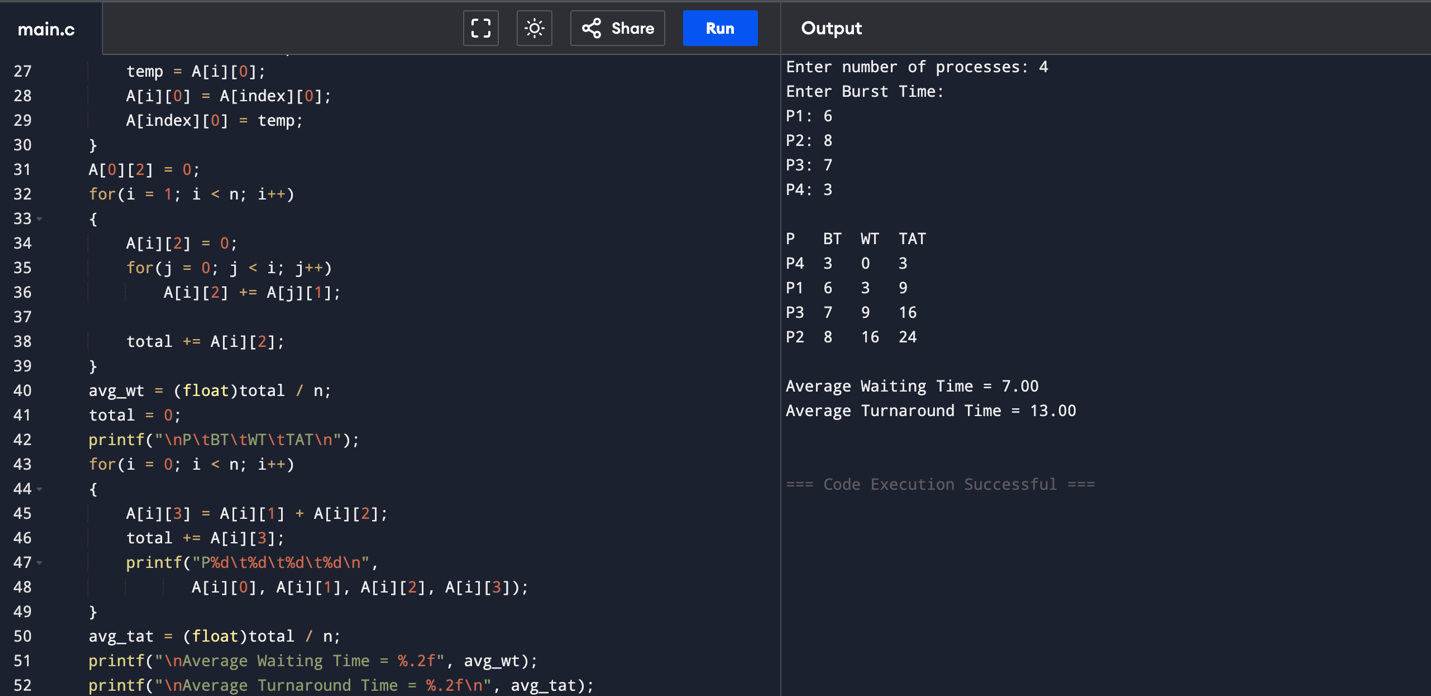 main.c
Share
Run
Output
27 temp = A[i][0];
28 A[i][0] = A[index][0];
29 A[index][0] = temp;
30 }
31 A[0][2] = 0;
32 for(i = 1; i < n; i++)
33 {
34 A[i][2] = 0;
35 for(j = 0; j < i; j++)
36 A[i][2] += A[j][1];
37
38 total += A[i][2];
39 }
40 avg_wt = (float)total / n;
41 total = 0;
42 printf("\nP\tBT\tWT\tTAT\n");
43 for(i = 0; i < n; i++)
44 {
45 A[i][3] = A[i][1] + A[i][2];
46 total += A[i][3];
47 printf("P%d\t%d\t%d\t%d\n",
48 A[i][0], A[i][1], A[i][2], A[i][3]);
49 }
50 avg_tat = (float)total / n;
51 printf("\nAverage Waiting Time = %.2f", avg_wt);
52 printf("\nAverage Turnaround Time = %.2f\n", avg_tat);
Enter number of processes: 4
Enter Burst Time:
P1: 6
P2: 8
P3: 7
P4: 3
P BT WT TAT
P4 3 0 3
P1 6 3 9
P3 7 9 16
P2 8 16 24
Average Waiting Time = 7.00
Average Turnaround Time = 13.00
=== Code Execution Successful ===